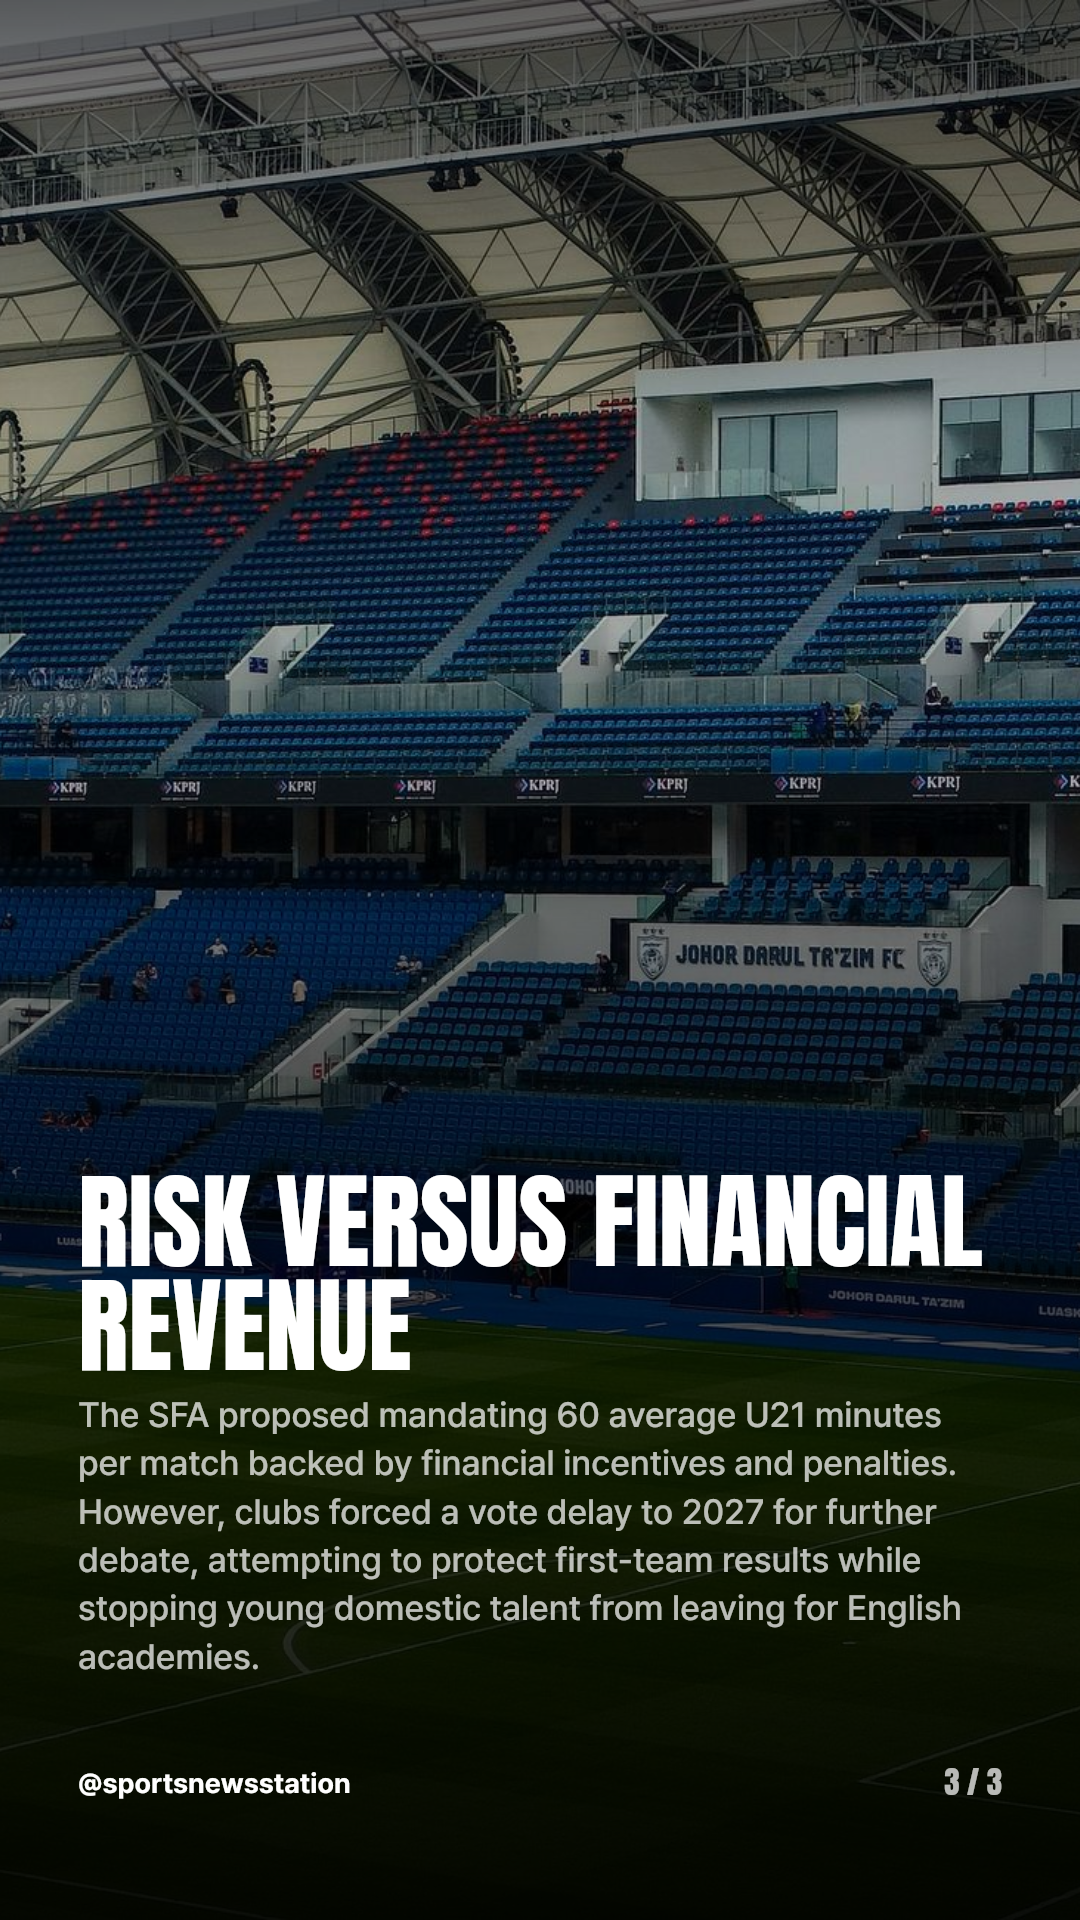 KPRJ KPRJ KPRJ KPRJ KPRJ KPRJ KPRJ KPRJ
JOHOR DARUL TA'ZIM FC
RISK VERSUS FINANCIAL
REVENUE
JOHOR DARUL TA'ZIM
The SFA proposed mandating 60 average U21 minutes
per match backed by financial incentives and penalties.
However, clubs forced a vote delay to 2027 for further
debate, attempting to protect first-team results while
stopping young domestic talent from leaving for English
academies.
@sportsnewsstation
3 / 3